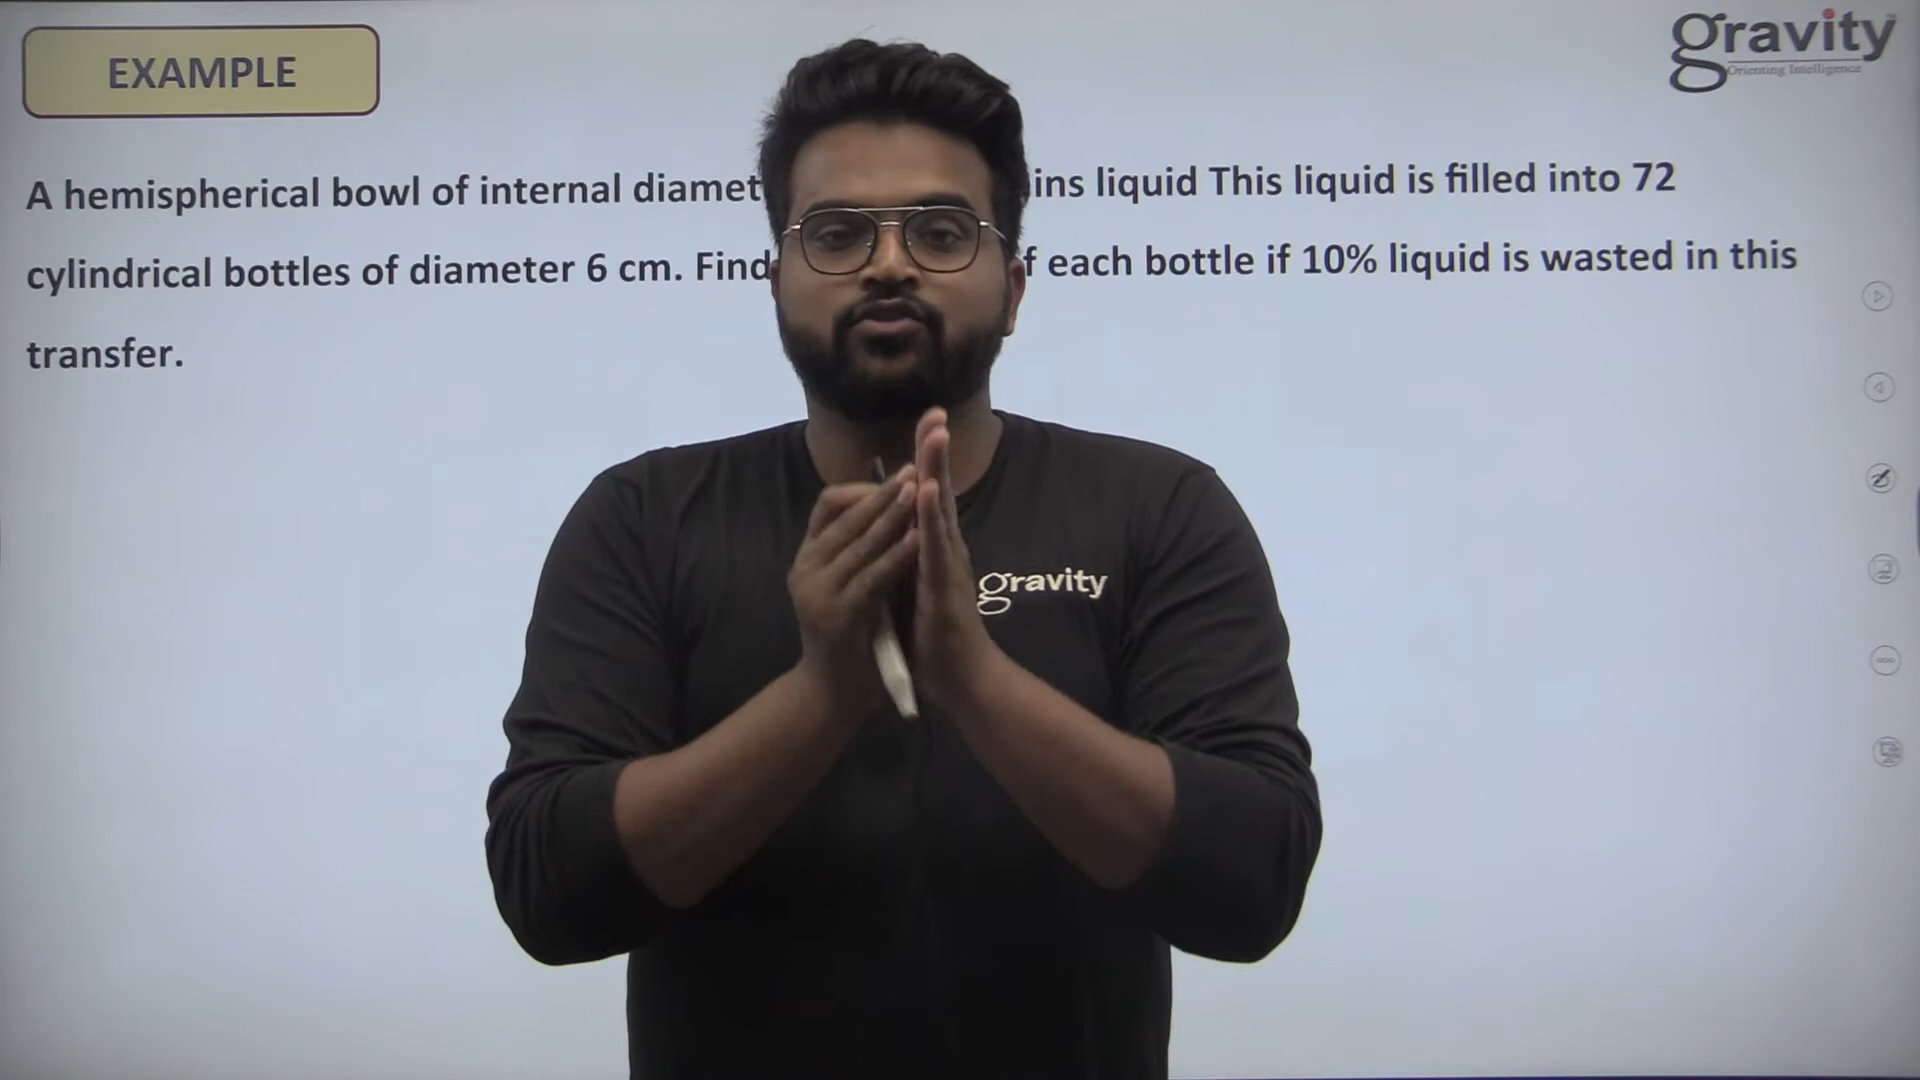 EXAMPLE
gravity
Orienting Intelligence
A hemispherical bowl of internal diamet ins liquid This liquid is filled into 72
cylindrical bottles of diameter 6 cm. Find f each bottle if 10% liquid is wasted in this
transfer.
gravity